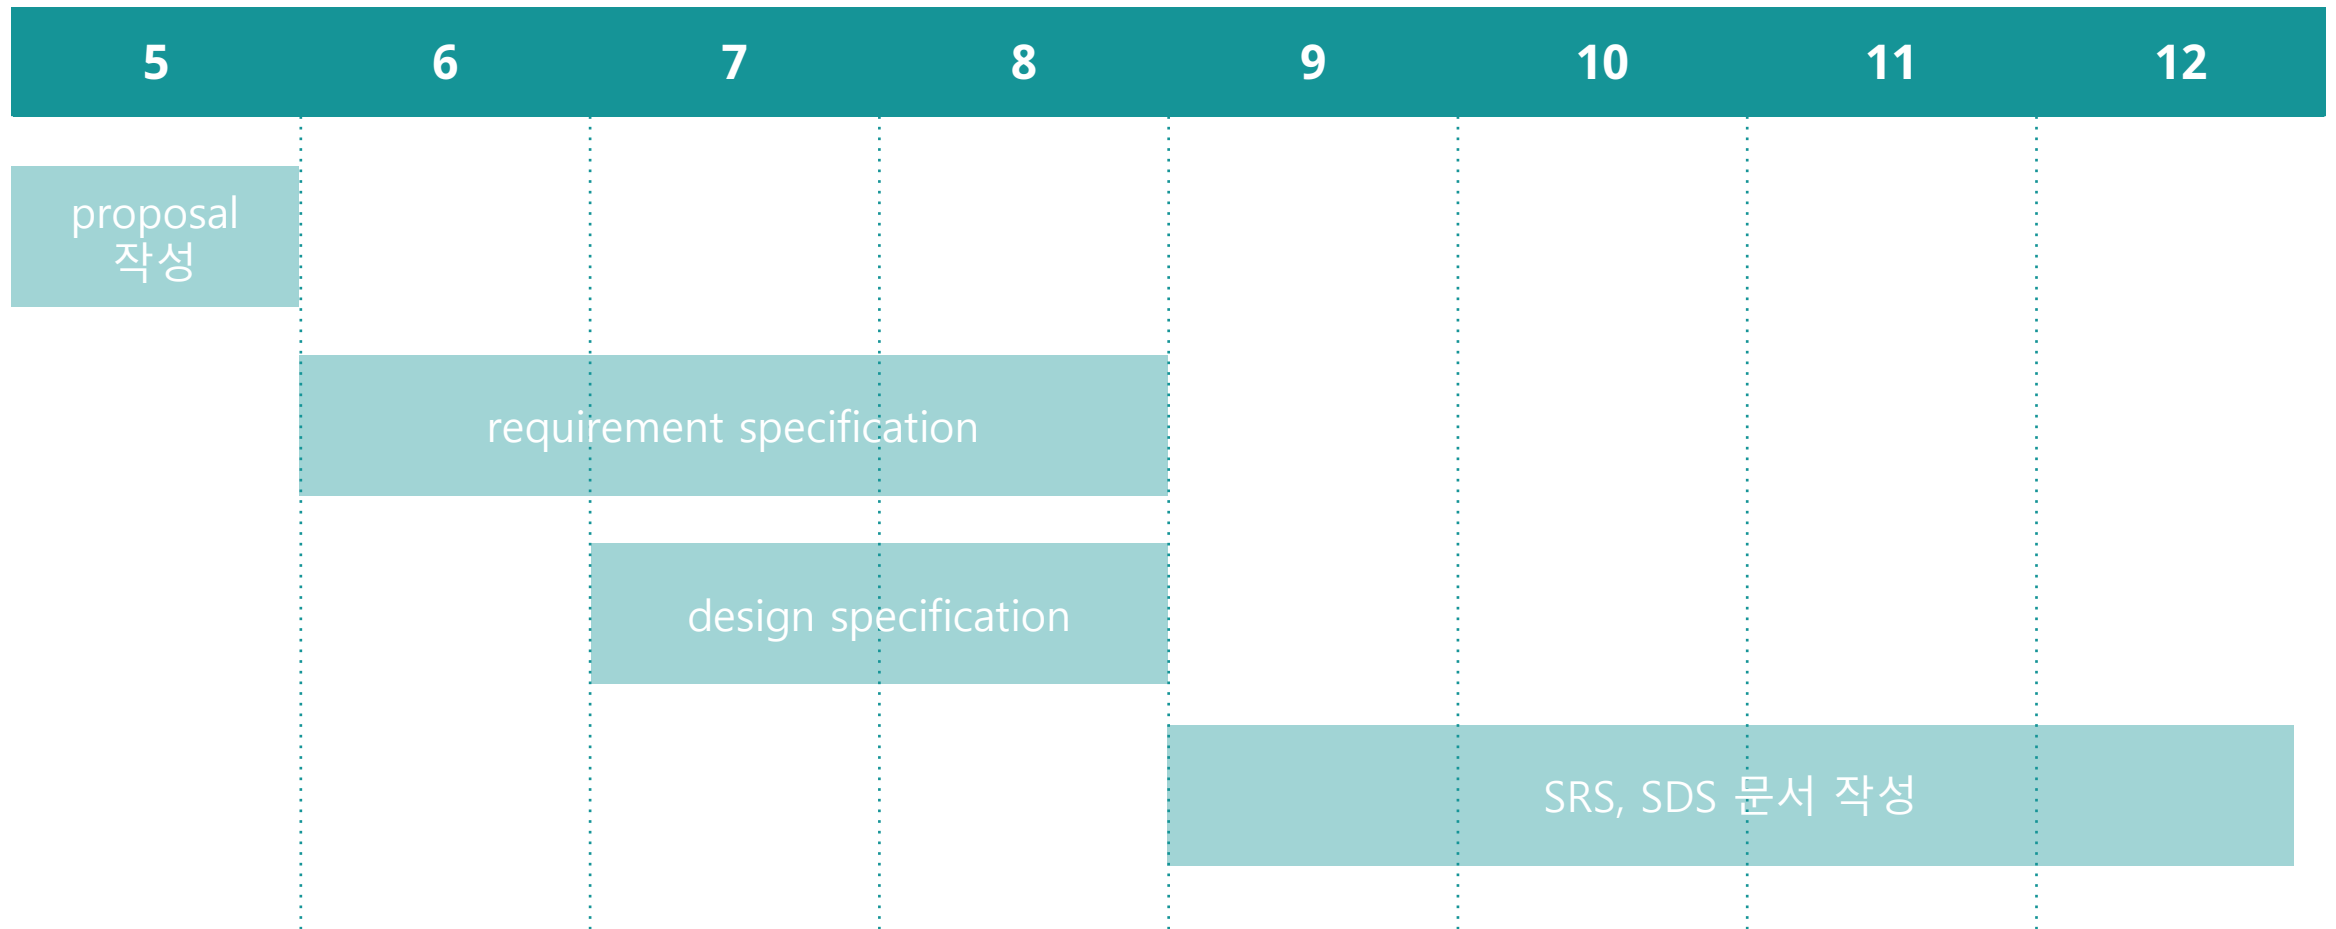 5 6 7 8 9 10 11 12
proposal
작성
requirement specification
design specification
SRS, SDS 문서 작성